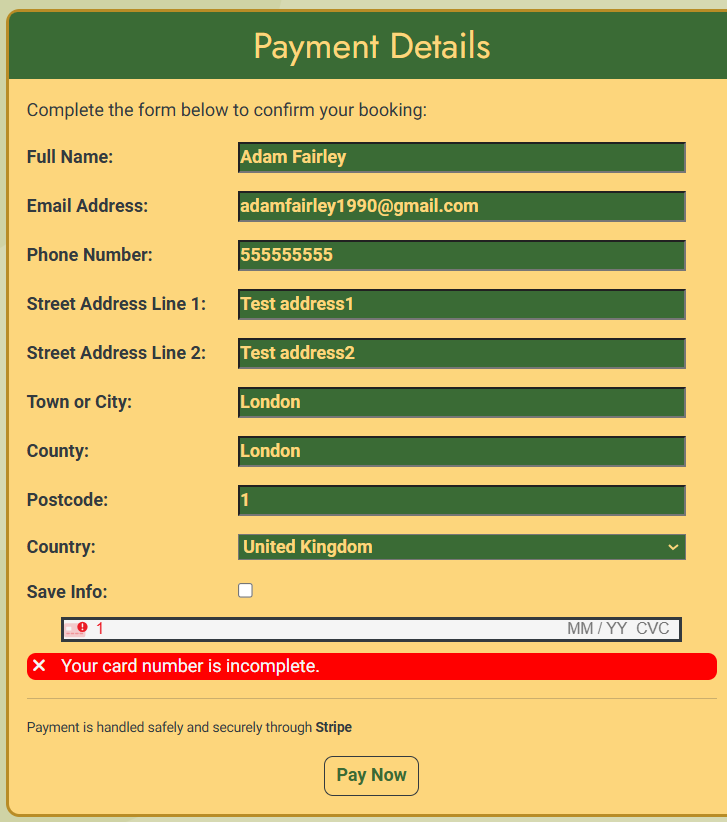 Payment Details
Complete the form below to confirm your booking:
Full Name: Adam Fairley
Email Address: adamfairley1990@gmail.com
Phone Number: 555555555
Street Address Line 1: Test address1
Street Address Line 2: Test address2
Town or City: London
County: London
Postcode: 1
Country: United Kingdom
Save Info:
1 MM / YY CVC
Your card number is incomplete.
Payment is handled safely and securely through Stripe
Pay Now